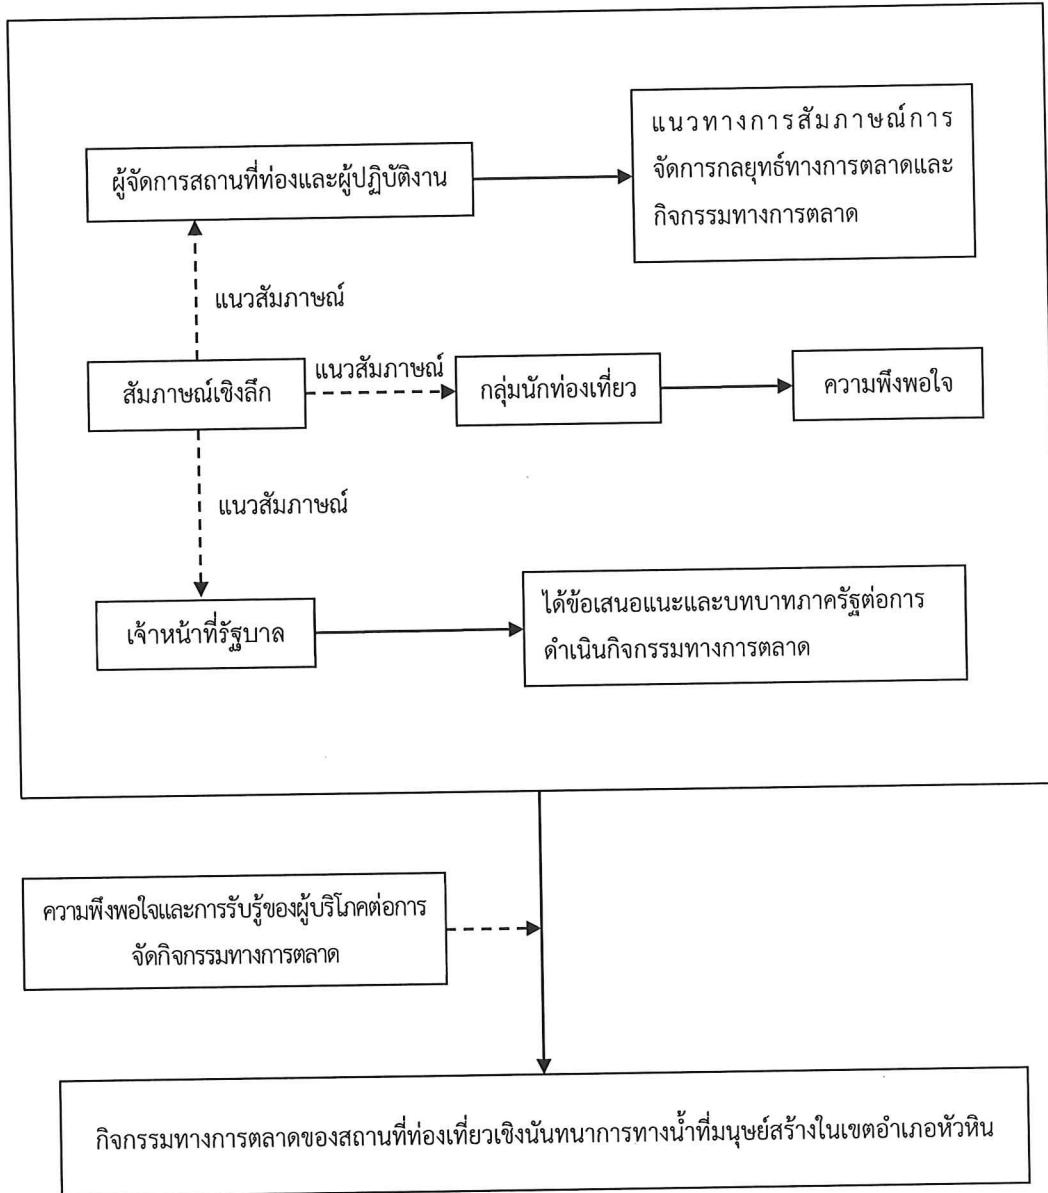 แนวทางการสัมภาษณ์การ
จัดการกลยุทธ์ทางการตลาดและ
กิจกรรมทางการตลาด
ผู้จัดการสถานที่ท่องและผู้ปฏิบัติงาน
แนวสัมภาษณ์
สัมภาษณ์เชิงลึก
แนวสัมภาษณ์
กลุ่มนักท่องเที่ยว
ความพึงพอใจ
แนวสัมภาษณ์
เจ้าหน้าที่รัฐบาล
ได้ข้อเสนอแนะและบทบาทภาครัฐต่อการ
ดำเนินกิจกรรมทางการตลาด
ความพึงพอใจและการรับรู้ของผู้บริโภคต่อการ
จัดกิจกรรมทางการตลาด
กิจกรรมทางการตลาดของสถานที่ท่องเที่ยวเชิงนันทนาการทางน้ำที่มนุษย์สร้างในเขตอำเภอหัวหิน